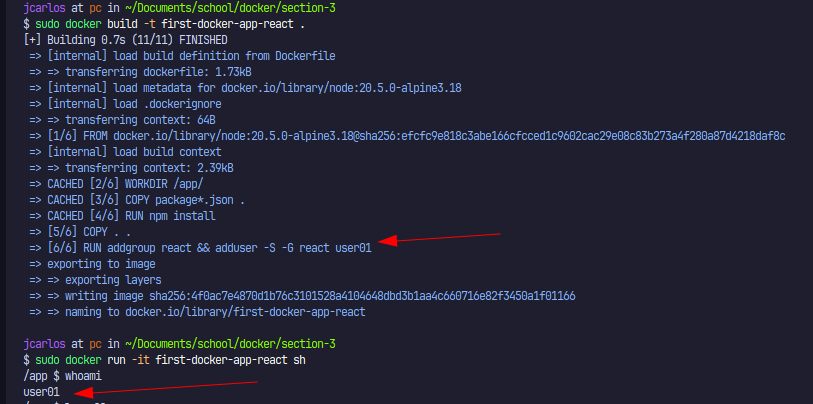 jcarlos at pc in ~/Documents/school/docker/section-3
$ sudo docker build -t first-docker-app-react .
[+] Building 0.7s (11/11) FINISHED
=> [internal] load build definition from Dockerfile
=> => transferring dockerfile: 1.73kB
=> [internal] load metadata for docker.io/library/node:20.5.0-alpine3.18
=> [internal] load .dockerignore
=> => transferring context: 64B
=> [1/6] FROM docker.io/library/node:20.5.0-alpine3.18@sha256:efcfc9e818c3abe166cfcced1c9602cac29e08c83b273a4f280a87d4218daf8c
=> [internal] load build context
=> => transferring context: 2.39kB
=> CACHED [2/6] WORKDIR /app/
=> CACHED [3/6] COPY package*.json .
=> CACHED [4/6] RUN npm install
=> [5/6] COPY . .
=> [6/6] RUN addgroup react && adduser -S -G react user01
=> exporting to image
=> => exporting layers
=> => writing image sha256:4f0ac7e4870d1b76c3101528a4104648dbd3b1aa4c660716e82f3450a1f01166
=> => naming to docker.io/library/first-docker-app-react
jcarlos at pc in ~/Documents/school/docker/section-3
$ sudo docker run -it first-docker-app-react sh
/app $ whoami
user01